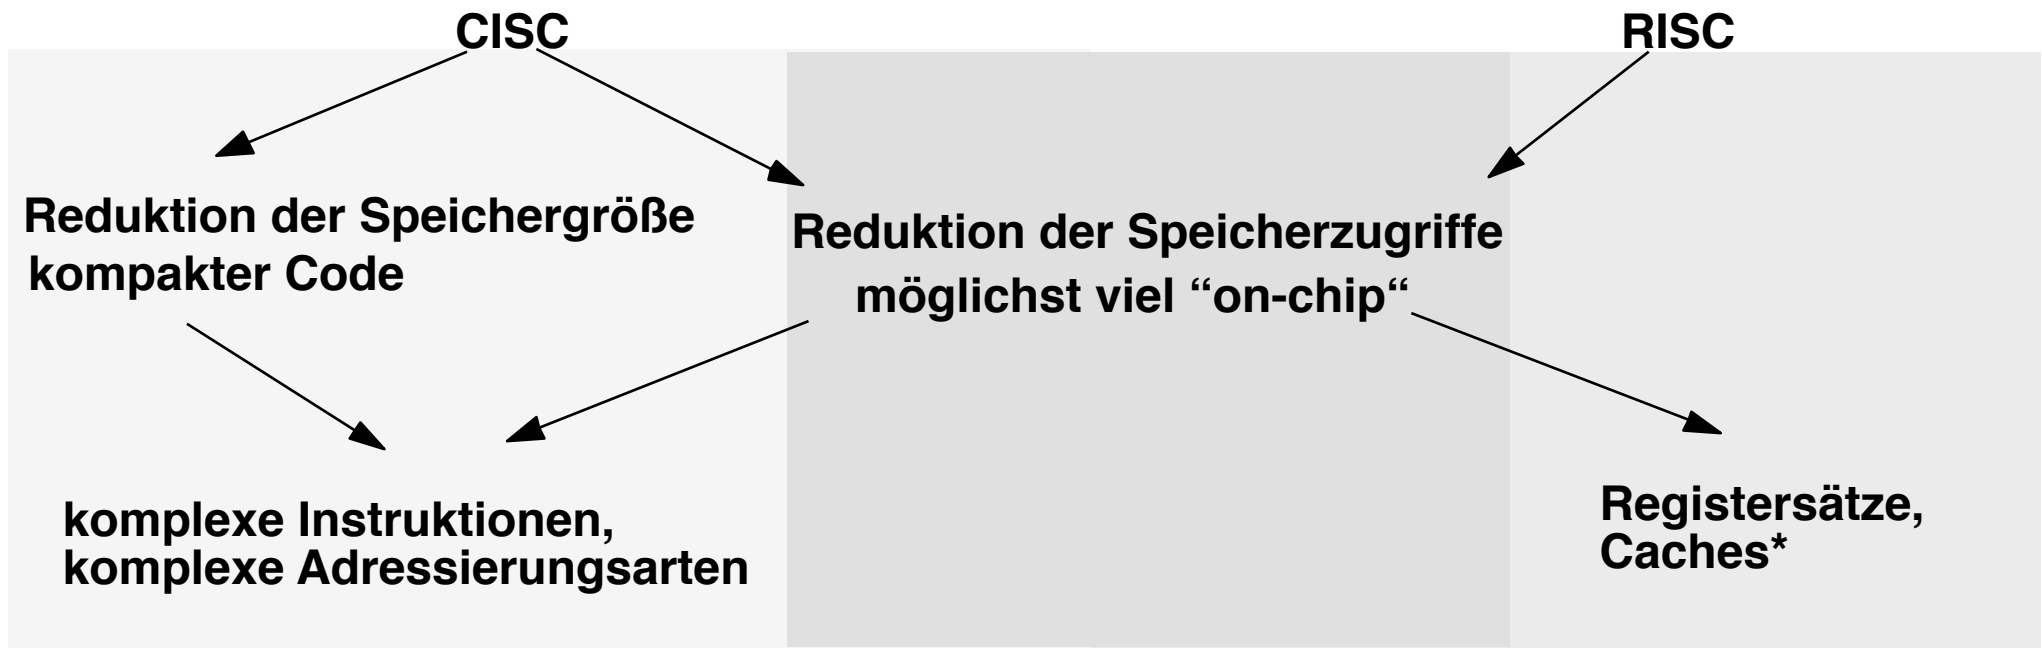 CISC
RISC
Reduktion der Speichergröße
kompakter Code
Reduktion der Speicherzugriffe
möglichst viel “on-chip“
komplexe Instruktionen,
komplexe Adressierungsarten
Registersätze,
Caches*